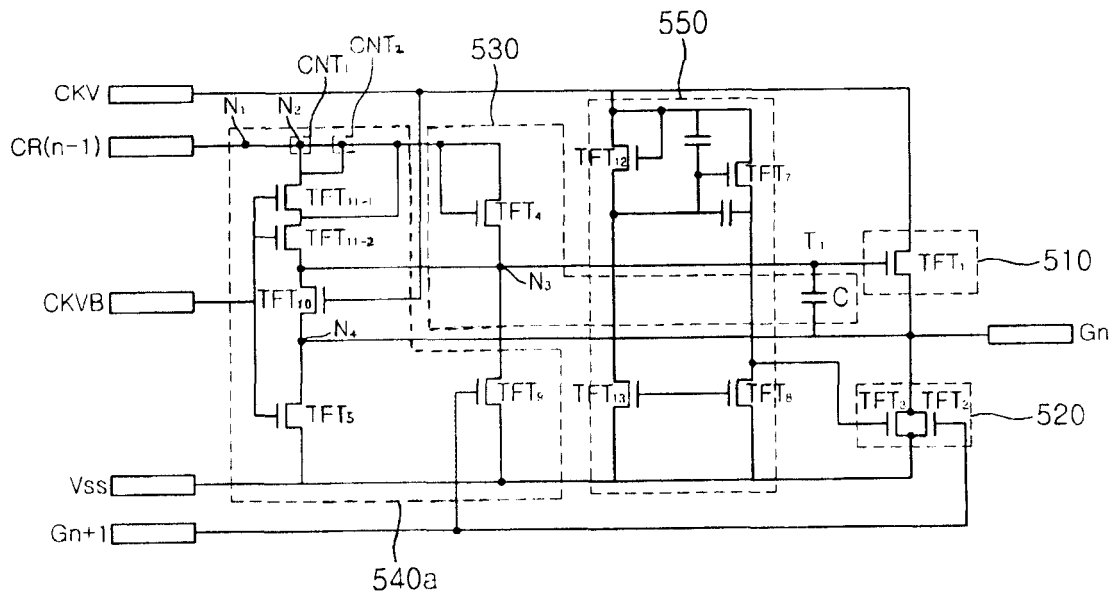 550
CNT₂
530
CNT₁
CKV
N₁
N₂
CR(n-1)
TFT₁₂
TFT₇
TFT₁₁₋₁
TFT₄
TFT₁₁₋₂
T₁
TFT₁
510
N₃
CKVB
TFT₁₀
C
N₄
Gn
TFT₉
TFT₁₃
TFT₈
TFT₃
TFT₂
TFT₅
520
Vss
Gn+1
540a